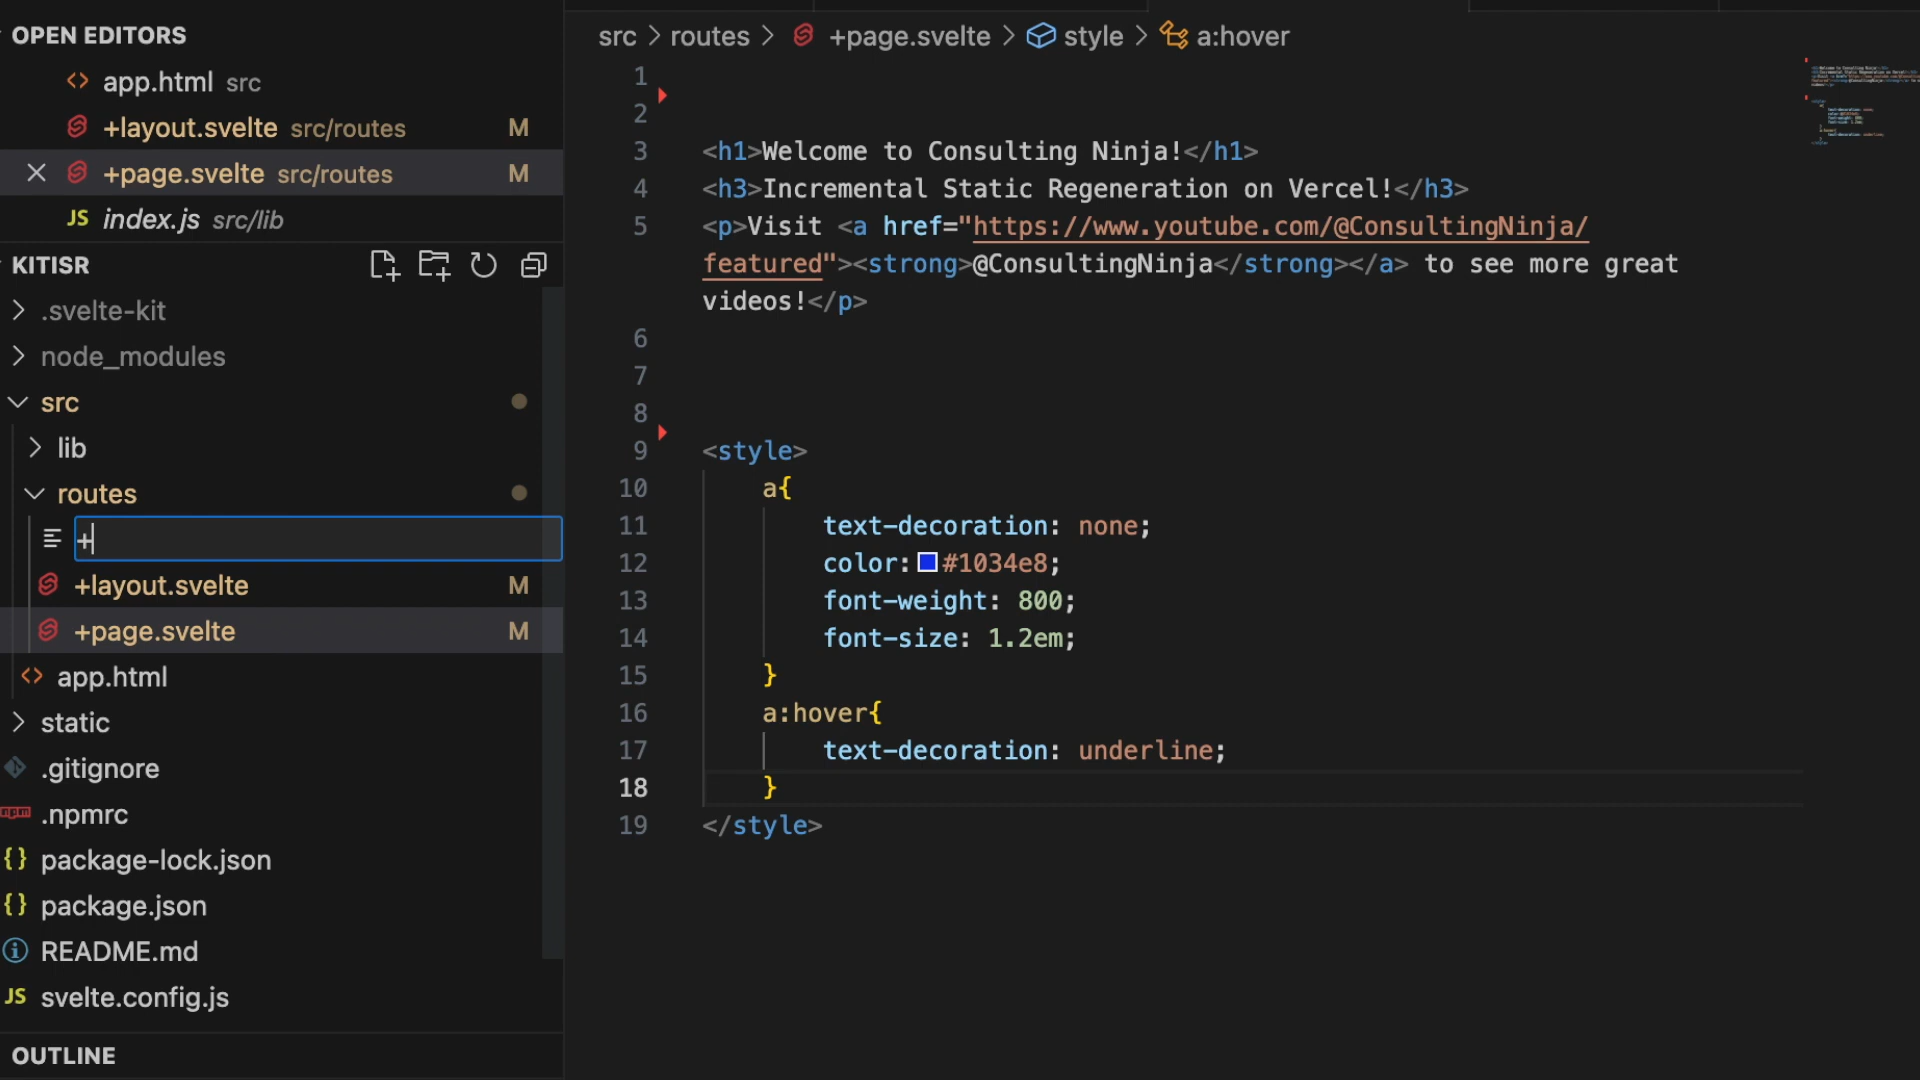 OPEN EDITORS
<> app.html src
+layout.svelte src/routes M
+page.svelte src/routes M
JS index.js src/lib
KITISR
.svelte-kit
node_modules
src
lib
routes
+
+layout.svelte M
+page.svelte M
<> app.html
static
.gitignore
npm .npmrc
{} package-lock.json
{} package.json
README.md
JS svelte.config.js
OUTLINE
src > routes > +page.svelte > style > a:hover
1
2
3 <h1>Welcome to Consulting Ninja!</h1>
4 <h3>Incremental Static Regeneration on Vercel!</h3>
5 <p>Visit <a href="https://www.youtube.com/@ConsultingNinja/
featured"><strong>@ConsultingNinja</strong></a> to see more great
videos!</p>
6
7
8
9 <style>
10 a{
11 text-decoration: none;
12 color:#1034e8;
13 font-weight: 800;
14 font-size: 1.2em;
15 }
16 a:hover{
17 text-decoration: underline;
18 }
19 </style>